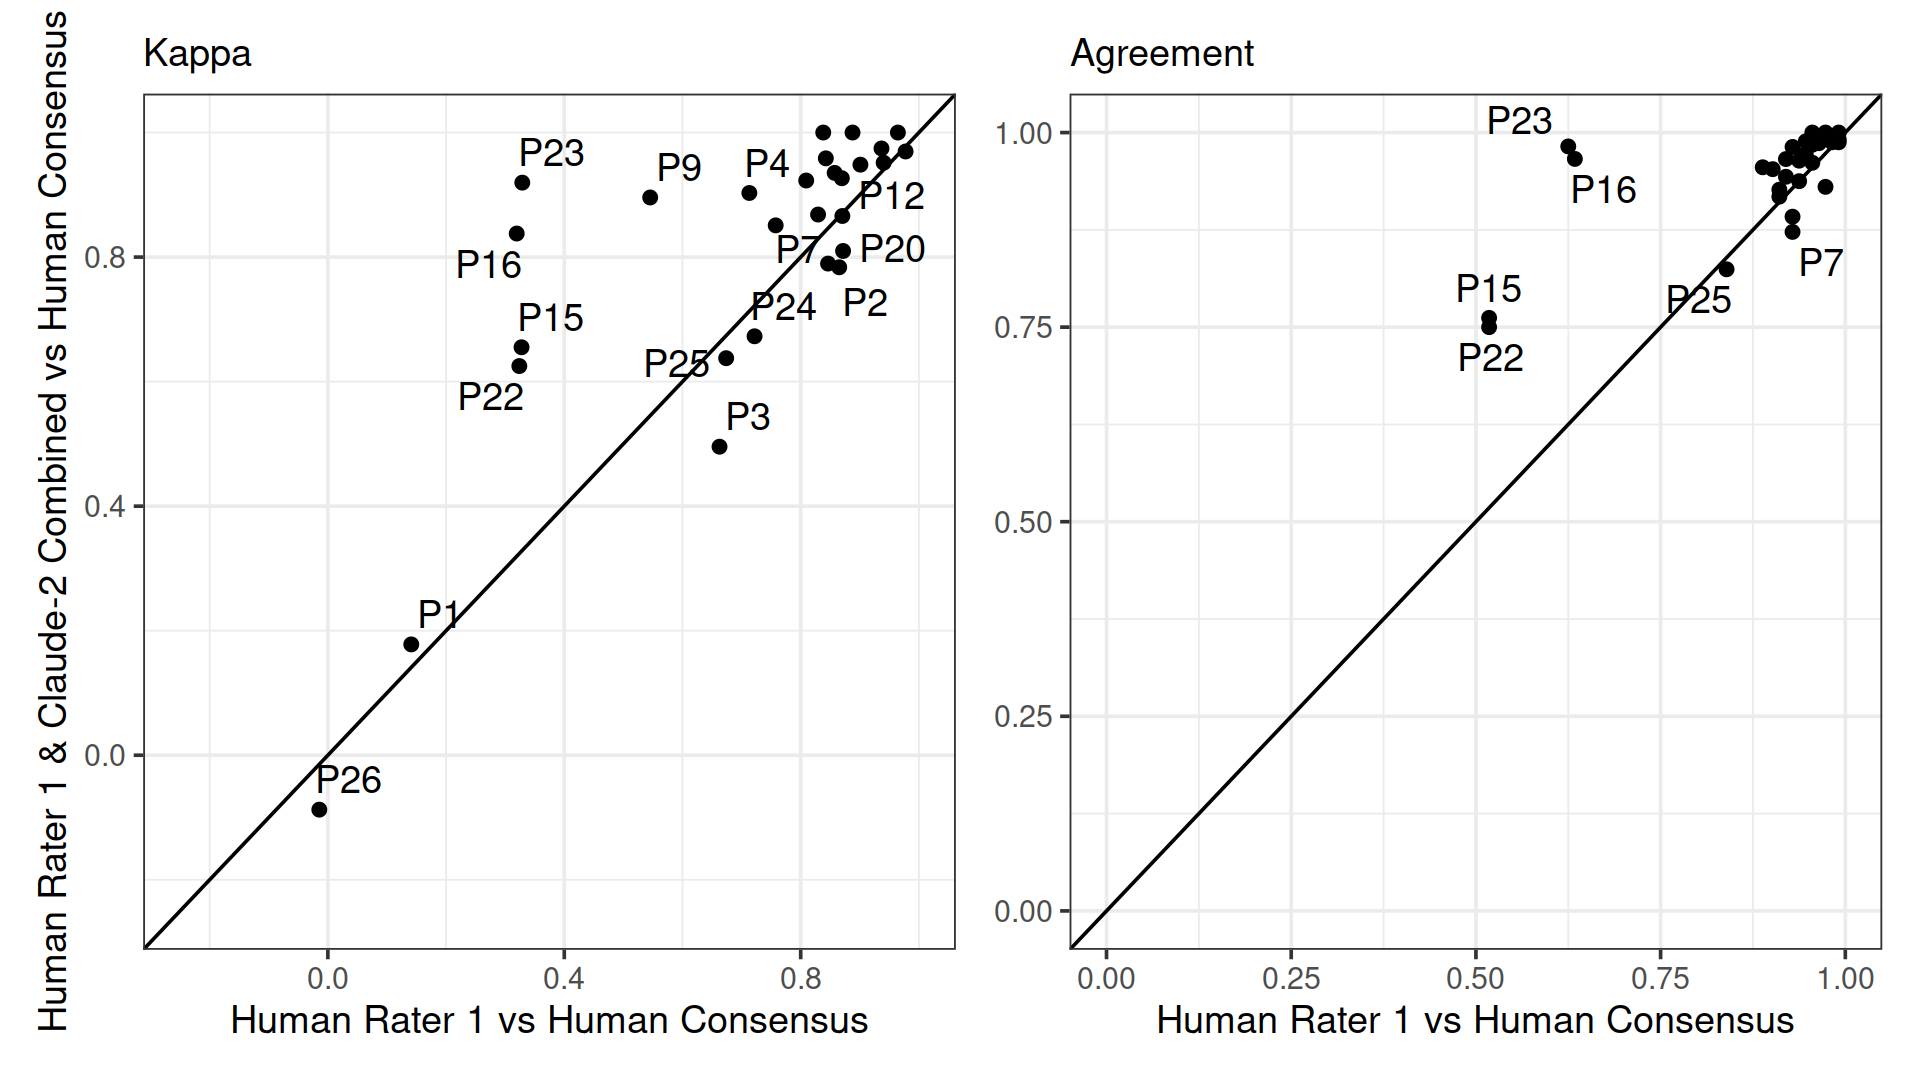 Kappa
Human Rater 1 & Claude-2 Combined vs Human Consensus
0.8
0.4
0.0
P23
P9
P4
P12
P16
P7
P20
P15
P24
P2
P25
P22
P3
P1
P26
0.0
0.4
0.8
Human Rater 1 vs Human Consensus
Agreement
1.00
0.75
0.50
0.25
0.00
P23
P16
P7
P15
P25
P22
0.00
0.25
0.50
0.75
1.00
Human Rater 1 vs Human Consensus